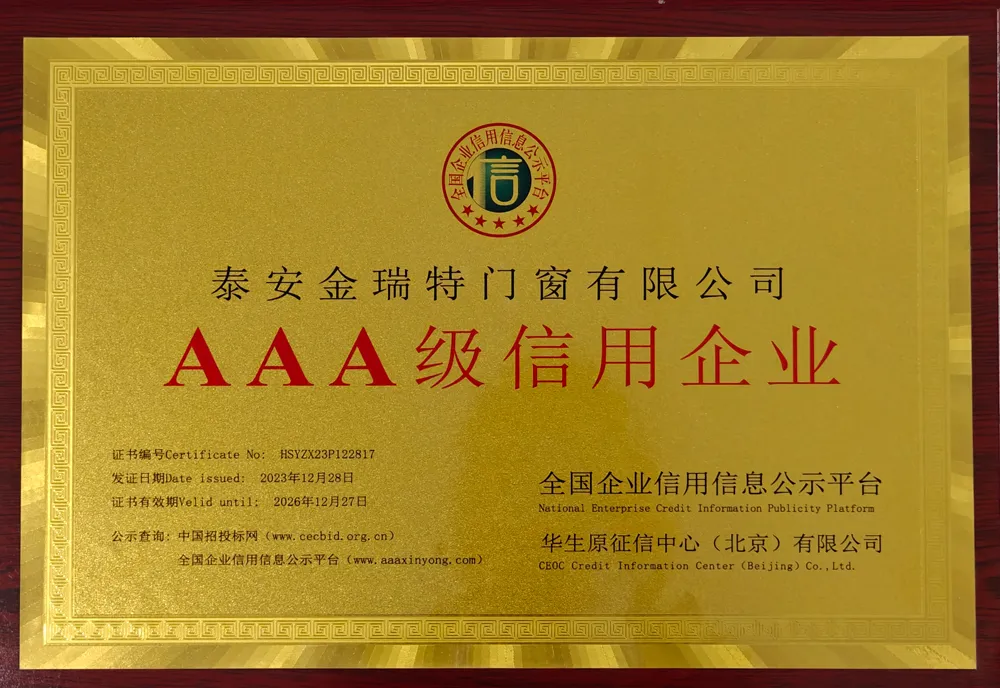 全国企业信用信息公示平台
信
泰安金瑞特门窗有限公司
AAA级信用企业
证书编号Certificate No: HSYZX23P122817
发证日期Date issued: 2023年12月28日
证书有效期Velid until: 2026年12月27日
公示查询: 中国招投标网（www.cecbid.org.cn）
全国企业信用信息公示平台（www.aaaxinyong.com）
全国企业信用信息公示平台
National Enterprise Credit Information Publicity Platform
华生原征信中心（北京）有限公司
CEOC Credit Information Center（Beijing）Co.,Ltd.